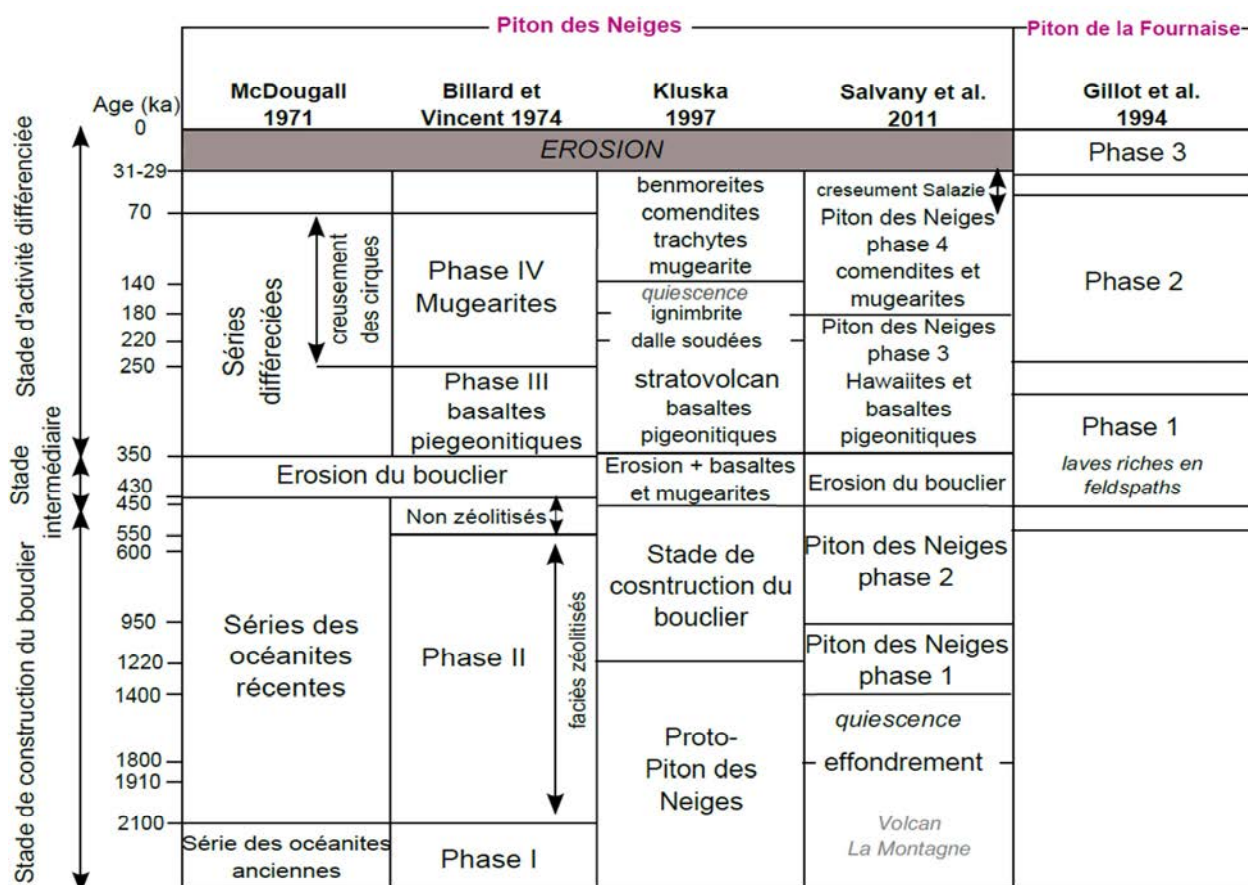 Piton des Neiges
Piton de la Fournaise
Age (ka)
McDougall
1971
Billard et
Vincent 1974
Kluska
1997
Salvany et al.
2011
Gillot et al.
1994
0
31-29
70
140
180
220
250
350
430
450
550
600
950
1220
1400
1800
1910
2100
Stade d'activité différenciée
Stade
intermédiaire
Stade de construction du bouclier
EROSION
Séries
différeciées
creusement
des cirques
Erosion du bouclier
Séries des
océanites
récentes
Série des océanites
anciennes
Phase IV
Mugearites
Phase III
basaltes
piegeonitiques
Non zéolitisés
Phase II
faciès zéolitisés
Phase I
benmoreites
comendites
trachytes
mugearite
quiescence
ignimbrite
dalle soudées
stratovolcan
basaltes
pigeonitiques
Erosion + basaltes
et mugearites
Stade de
cosntruction du
bouclier
Proto-
Piton des
Neiges
creseument Salazie
Piton des Neiges
phase 4
comendites et
mugearites
Piton des Neiges
phase 3
Hawaiites et
basaltes
pigeonitiques
Erosion du bouclier
Piton des Neiges
phase 2
Piton des Neiges
phase 1
quiescence
effondrement
Volcan
La Montagne
Phase 3
Phase 2
Phase 1
laves riches en
feldspaths